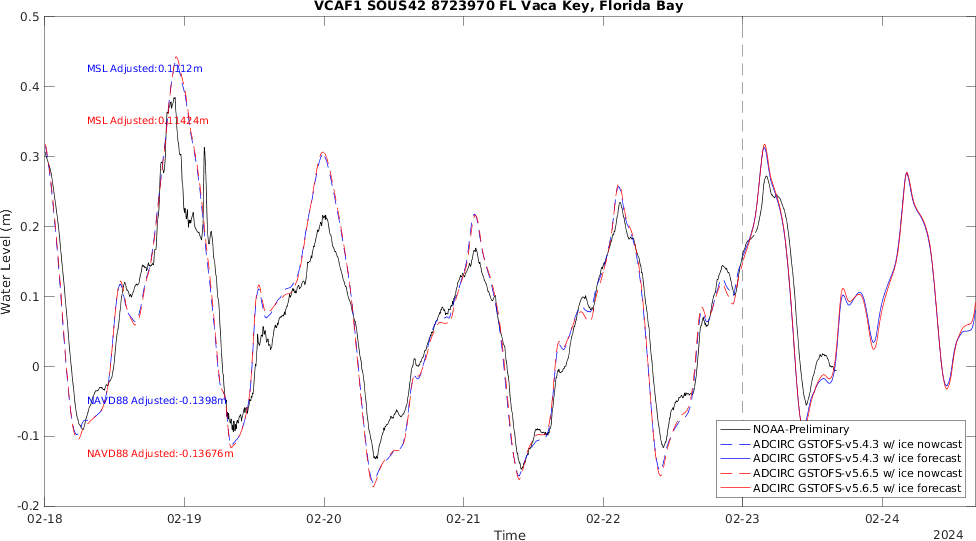 VCAF1 SOUS42 8723970 FL Vaca Key, Florida Bay
0.5
0.4
0.3
0.2
0.1
0
-0.1
-0.2
Water Level (m)
MSL Adjusted:0.1112m
MSL Adjusted:0.11424m
NAVD88 Adjusted:-0.1398m
NAVD88 Adjusted:-0.13676m
NOAA-Preliminary
ADCIRC GSTOFS-v5.4.3 w/ ice nowcast
ADCIRC GSTOFS-v5.4.3 w/ ice forecast
ADCIRC GSTOFS-v5.6.5 w/ ice nowcast
ADCIRC GSTOFS-v5.6.5 w/ ice forecast
02-18 02-19 02-20 02-21 02-22 02-23 02-24
Time
2024